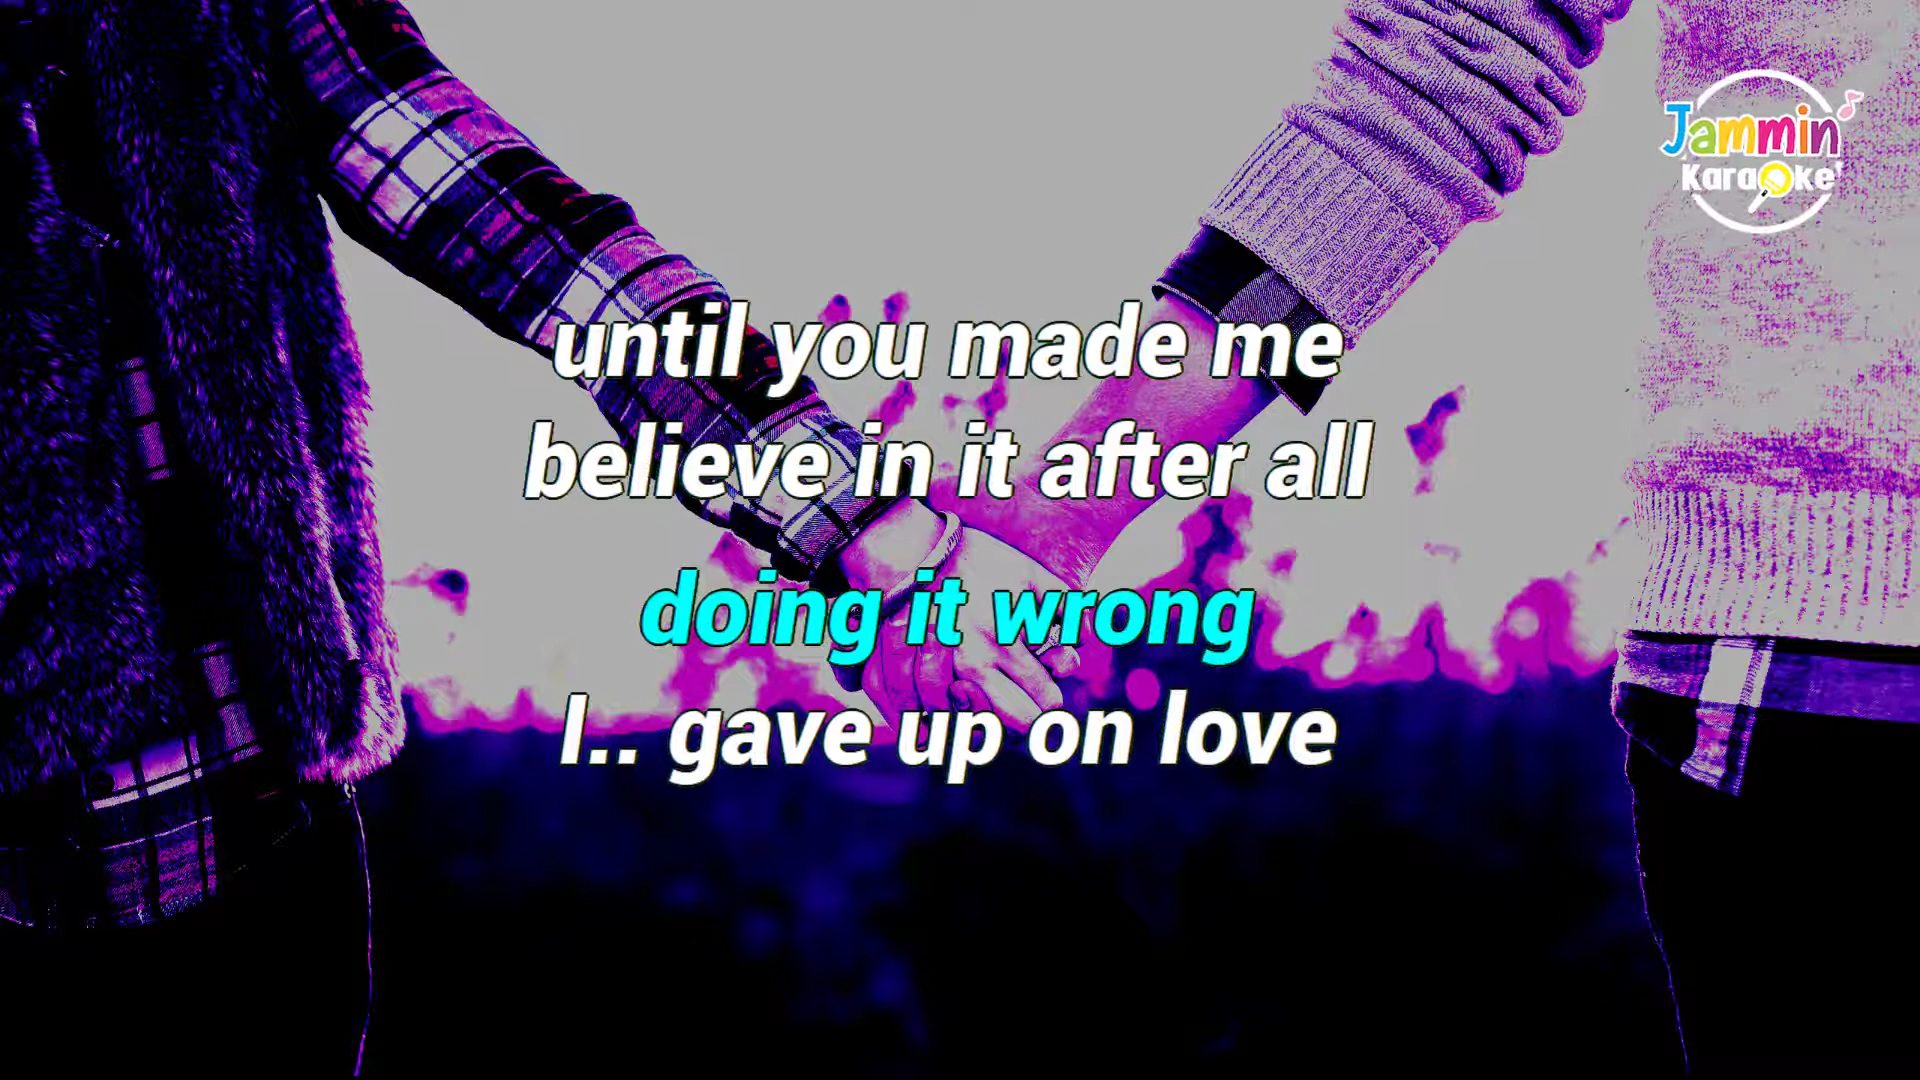 Jammin'
Karaoke
until you made me
believe in it after all
doing it wrong
I.. gave up on love